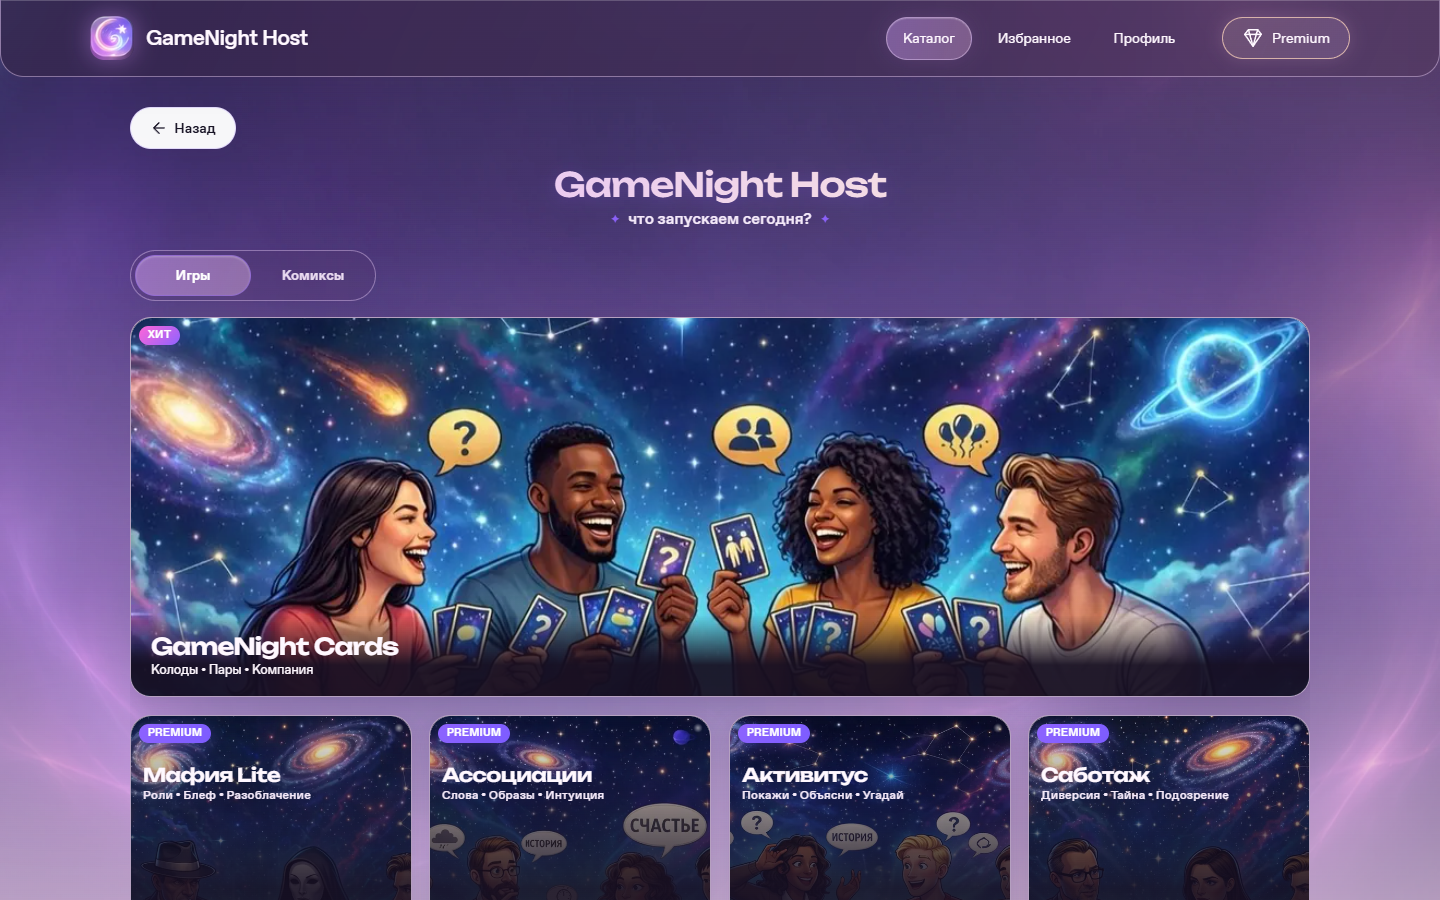 GameNight Host
Каталог
Избранное
Профиль
Premium
Назад
GameNight Host
что запускаем сегодня?
Игры
Комиксы
ХИТ
?
?
?
?
?
GameNight Cards
Колоды • Пары • Компания
PREMIUM
Мафия Lite
Роли • Блеф • Разоблачение
PREMIUM
Ассоциации
Слова • Образы • Интуиция
СЧАСТЬЕ
ИСТОРИЯ
PREMIUM
Активитус
Покажи • Объясни • Угадай
?
ИСТОРИЯ
?
PREMIUM
Саботаж
Диверсия • Тайна • Подозрение